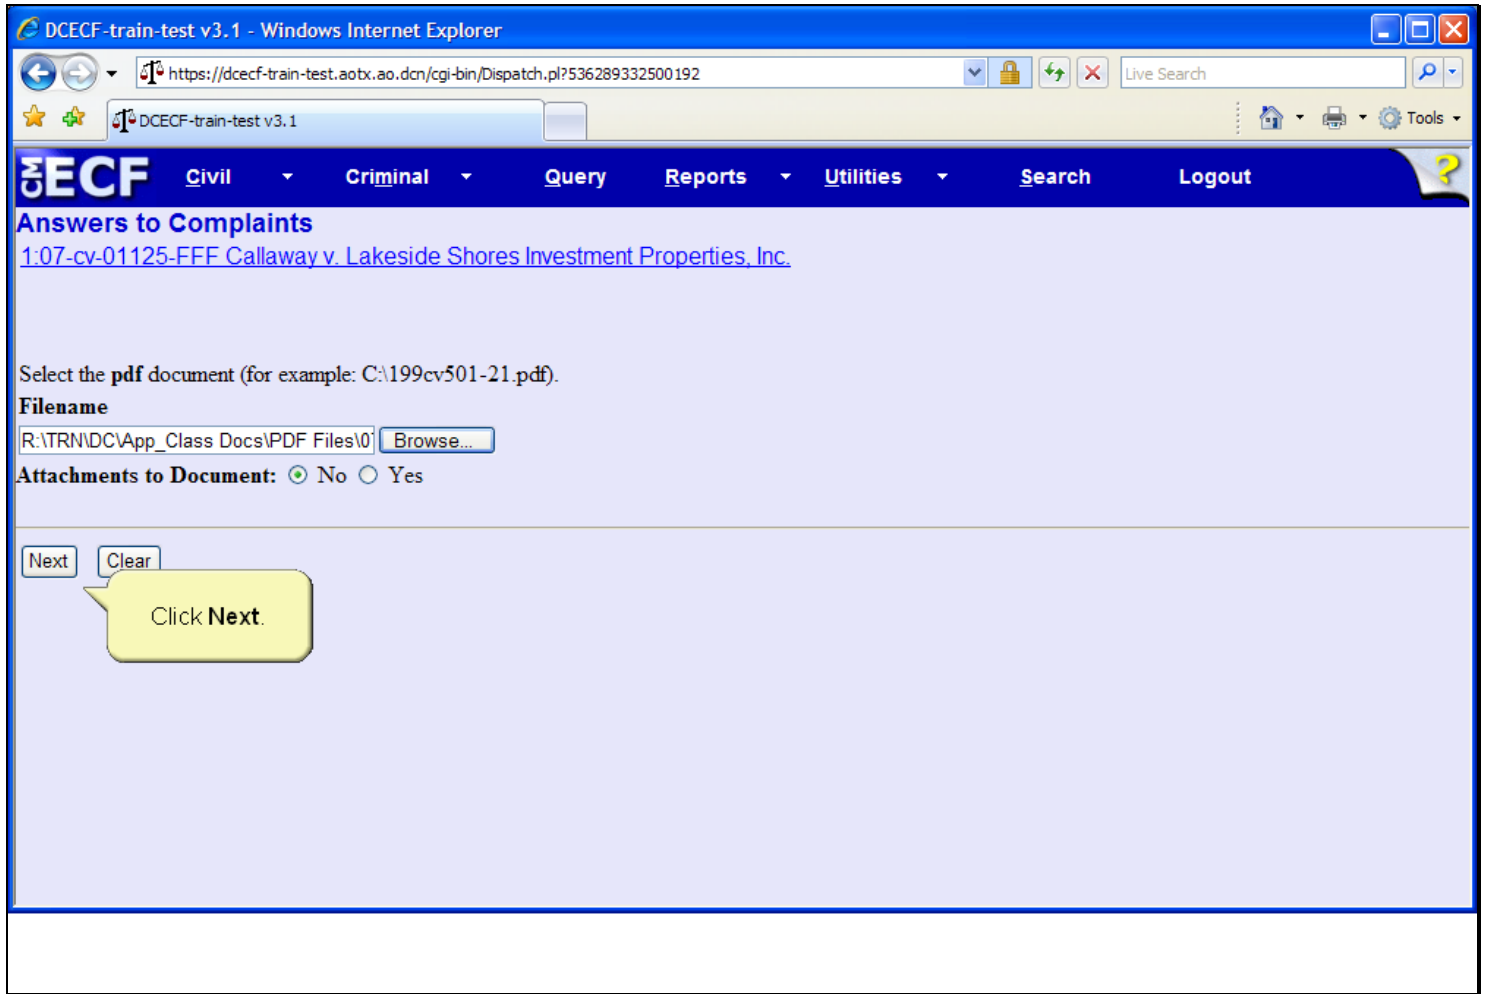 DCECF-train-test v3.1 - Windows Internet Explorer
https://dcecf-train-test.aotx.ao.dcn/cgi-bin/Dispatch.pl?536289332500192
Live Search
DCECF-train-test v3.1
Tools
CM ECF Civil Criminal Query Reports Utilities Search Logout ?
Answers to Complaints
1:07-cv-01125-FFF Callaway v. Lakeside Shores Investment Properties, Inc.
Select the pdf document (for example: C:\199cv501-21.pdf).
Filename
R:\TRN\DC\App_Class Docs\PDF Files\07 Browse...
Attachments to Document: No Yes
Next Clear
Click Next.